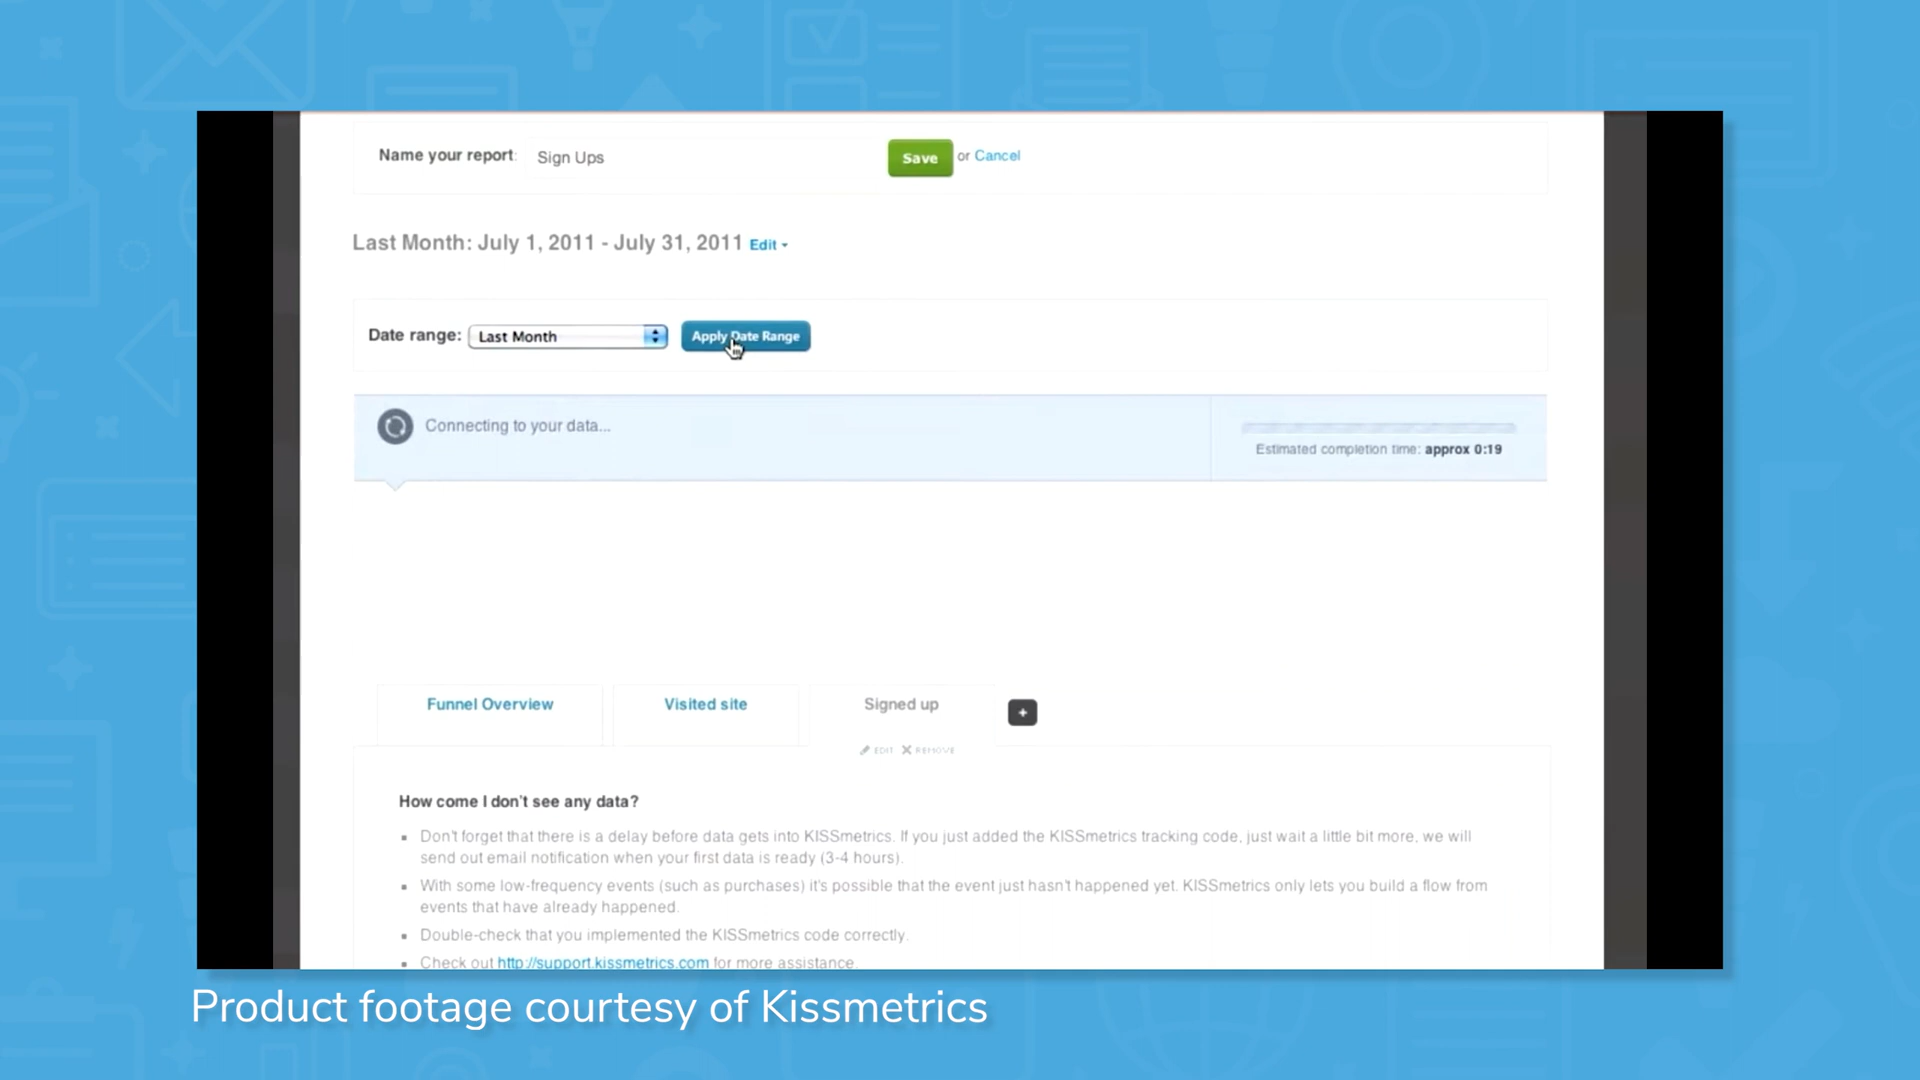 Name your report: Sign Ups Save or Cancel
Last Month: July 1, 2011 - July 31, 2011 Edit
Date range: Last Month Apply Date Range
Connecting to your data...
Estimated completion time: approx 0:19
Funnel Overview Visited site Signed up +
EDIT REMOVE
How come I don't see any data?
Don't forget that there is a delay before data gets into KISSmetrics. If you just added the KISSmetrics tracking code, just wait a little bit more, we will
send out email notification when your first data is ready (3-4 hours).
With some low-frequency events (such as purchases) it's possible that the event just hasn't happened yet. KISSmetrics only lets you build a flow from
events that have already happened.
Double-check that you implemented the KISSmetrics code correctly.
Check out http://support.kissmetrics.com for more assistance.
Product footage courtesy of Kissmetrics